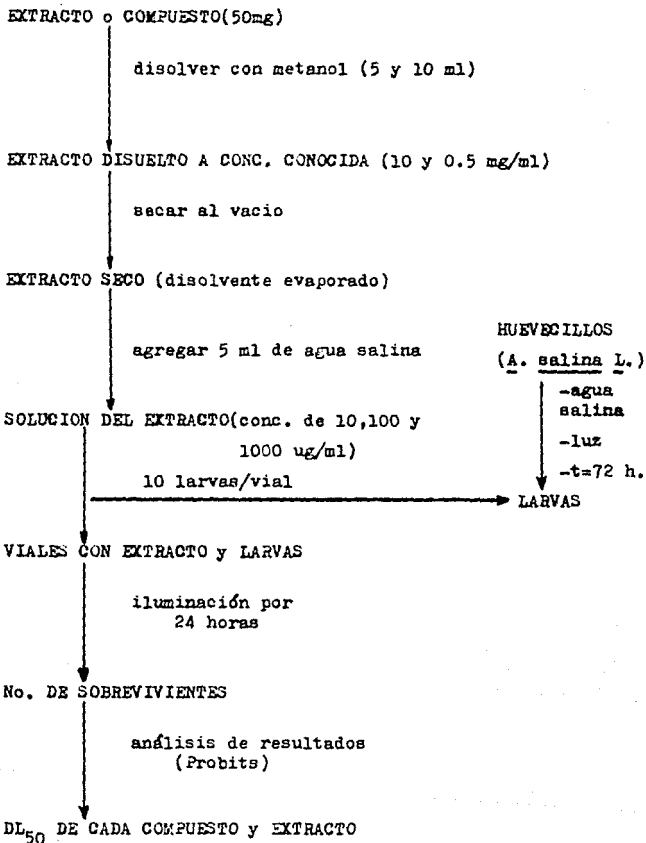 EXTRACTO o COMPUESTO(50mg)
disolver con metanol (5 y 10 ml)
EXTRACTO DISUELTO A CONC. CONOCIDA (10 y 0.5 mg/ml)
secar al vacio
EXTRACTO SECO (disolvente evaporado)
agregar 5 ml de agua salina
HUEVECILLOS
(A. salina L.)
-agua
salina
-luz
-t=72 h.
LARVAS
SOLUCION DEL EXTRACTO(conc. de 10,100 y
1000 ug/ml)
10 larvas/vial
VIALES CON EXTRACTO y LARVAS
iluminación por
24 horas
No. DE SOBREVIVIENTES
análisis de resultados
(Probits)
DL50 DE CADA COMPUESTO y EXTRACTO